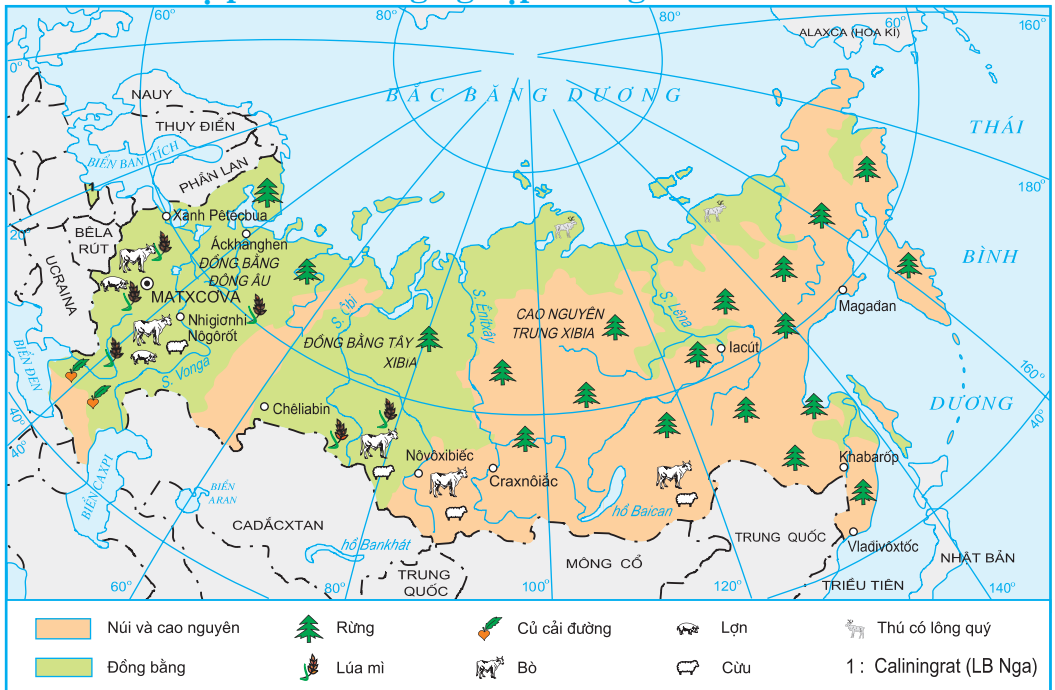 60°
80°
80°
60°
160°
ALAXCA (HOA KÌ)
0°
NAUY
BẮC BĂNG DƯƠNG
THÁI
THỤY ĐIỂN
BIỂN BAN TÍCH
PHẦN LAN
180°
Xanh Pêtécbua
20°
BÊLA
RÚT
Áckhanghen
ĐỒNG BẰNG
ĐÔNG ÂU
UCRAINA
BÌNH
MATXCƠVA
S. Ôbi
S. Ênitxây
S. Lêna
CAO NGUYÊN
TRUNG XIBIA
Magađan
Nhigiơnhi
Nôgôrốt
ĐỒNG BẰNG TÂY
XIBIA
Iacút
BIỂN ĐEN
S. Vonga
160°
DƯƠNG
40°
40°
40°
Chêliabin
Nôvôxibiếc
Craxnôiắc
Khabarốp
BIỂN CAXPI
BIỂN
ARAN
hồ Baican
CADẮCXTAN
hồ Bankhát
TRUNG QUỐC
Vlađivôxtốc
MÔNG CỔ
NHẬT BẢN
TRUNG
QUỐC
TRIỀU TIÊN
60°
80°
100°
120°
140°
Núi và cao nguyên
Rừng
Củ cải đường
Lợn
Thú có lông quý
Đồng bằng
Lúa mì
Bò
Cừu
1 : Caliningrat (LB Nga)